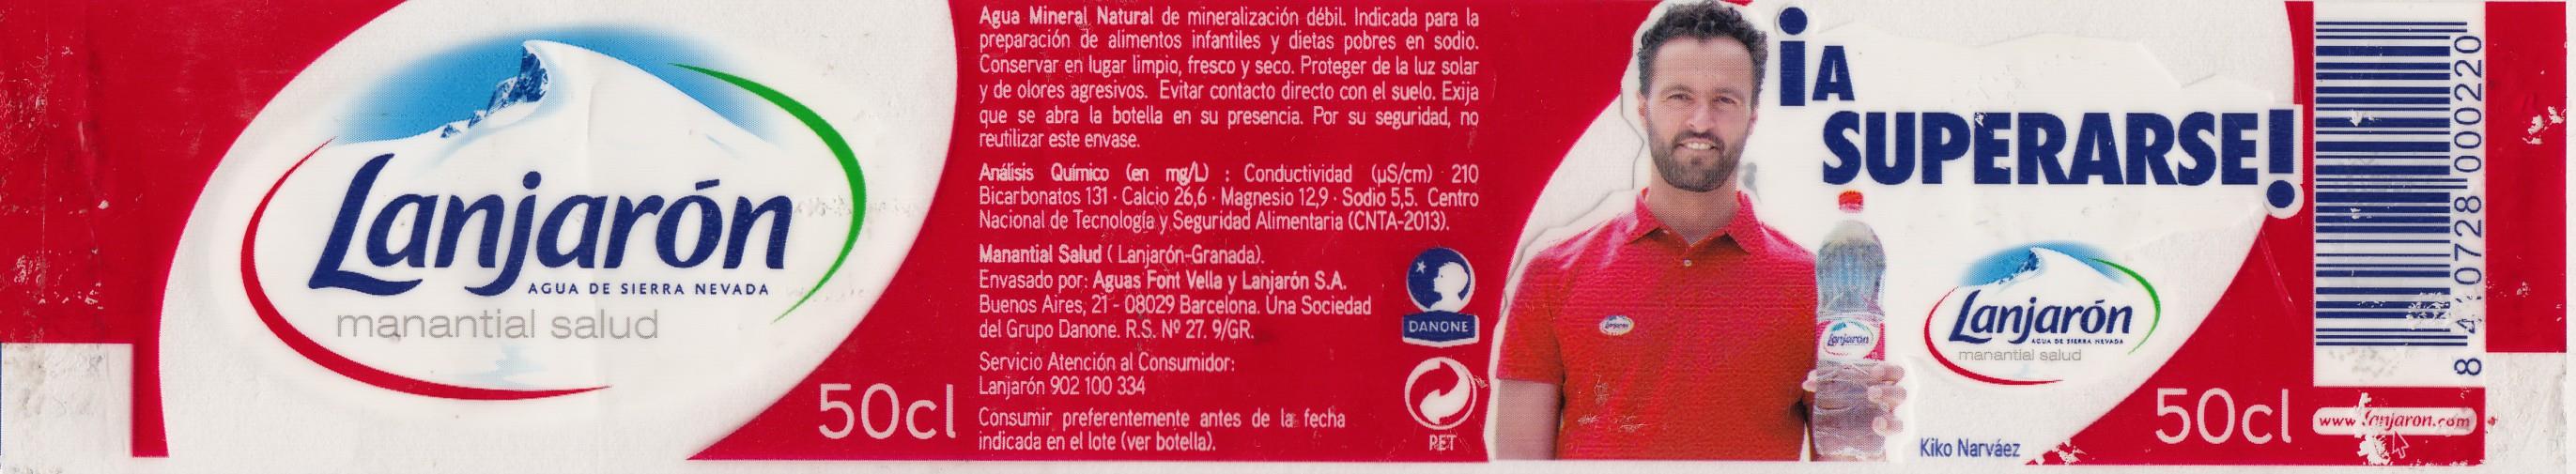 Lanjarón
AGUA DE SIERRA NEVADA
manantial salud
50cl
Agua Mineral Natural de mineralización débil. Indicada para la
preparación de alimentos infantiles y dietas pobres en sodio.
Conservar en lugar limpio, fresco y seco. Proteger de la luz solar
y de olores agresivos. Evitar contacto directo con el suelo. Exija
que se abra la botella en su presencia. Por su seguridad, no
reutilizar este envase.
Análisis Químico (en mg/L) : Conductividad (µS/cm) 210
Bicarbonatos 131 · Calcio 26,6 · Magnesio 12,9 · Sodio 5,5. Centro
Nacional de Tecnología y Seguridad Alimentaria (CNTA-2013).
Manantial Salud ( Lanjarón-Granada).
Envasado por: Aguas Font Vella y Lanjarón S.A.
Buenos Aires, 21 - 08029 Barcelona. Una Sociedad
del Grupo Danone. R.S. Nº 27. 9/GR.
Servicio Atención al Consumidor:
Lanjarón 902 100 334
Consumir preferentemente antes de la fecha
indicada en el lote (ver botella).
DANONE
PET
¡A
SUPERARSE!
Lanjarón
Lanjarón
Lanjarón
AGUA DE SIERRA NEVADA
manantial salud
Kiko Narváez
50cl
8 410728 000220
www.lanjaron.com